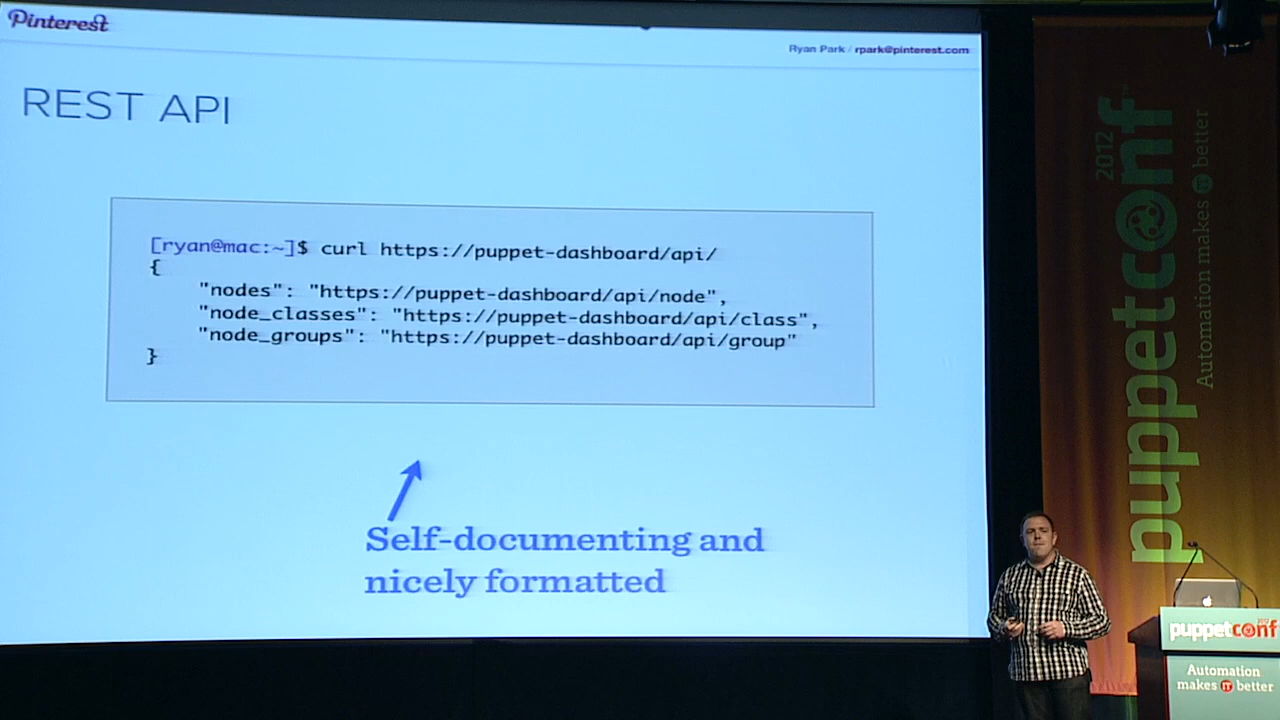 Pinterest
Ryan Park / rpark@pinterest.com
REST API
[ryan@mac:~]$ curl https://puppet-dashboard/api/
{
"nodes": "https://puppet-dashboard/api/node",
"node_classes": "https://puppet-dashboard/api/class",
"node_groups": "https://puppet-dashboard/api/group"
}
Self-documenting and
nicely formatted
puppetconf™
2012
Automation makes IT better
puppetconf
2012
Automation
makes IT better